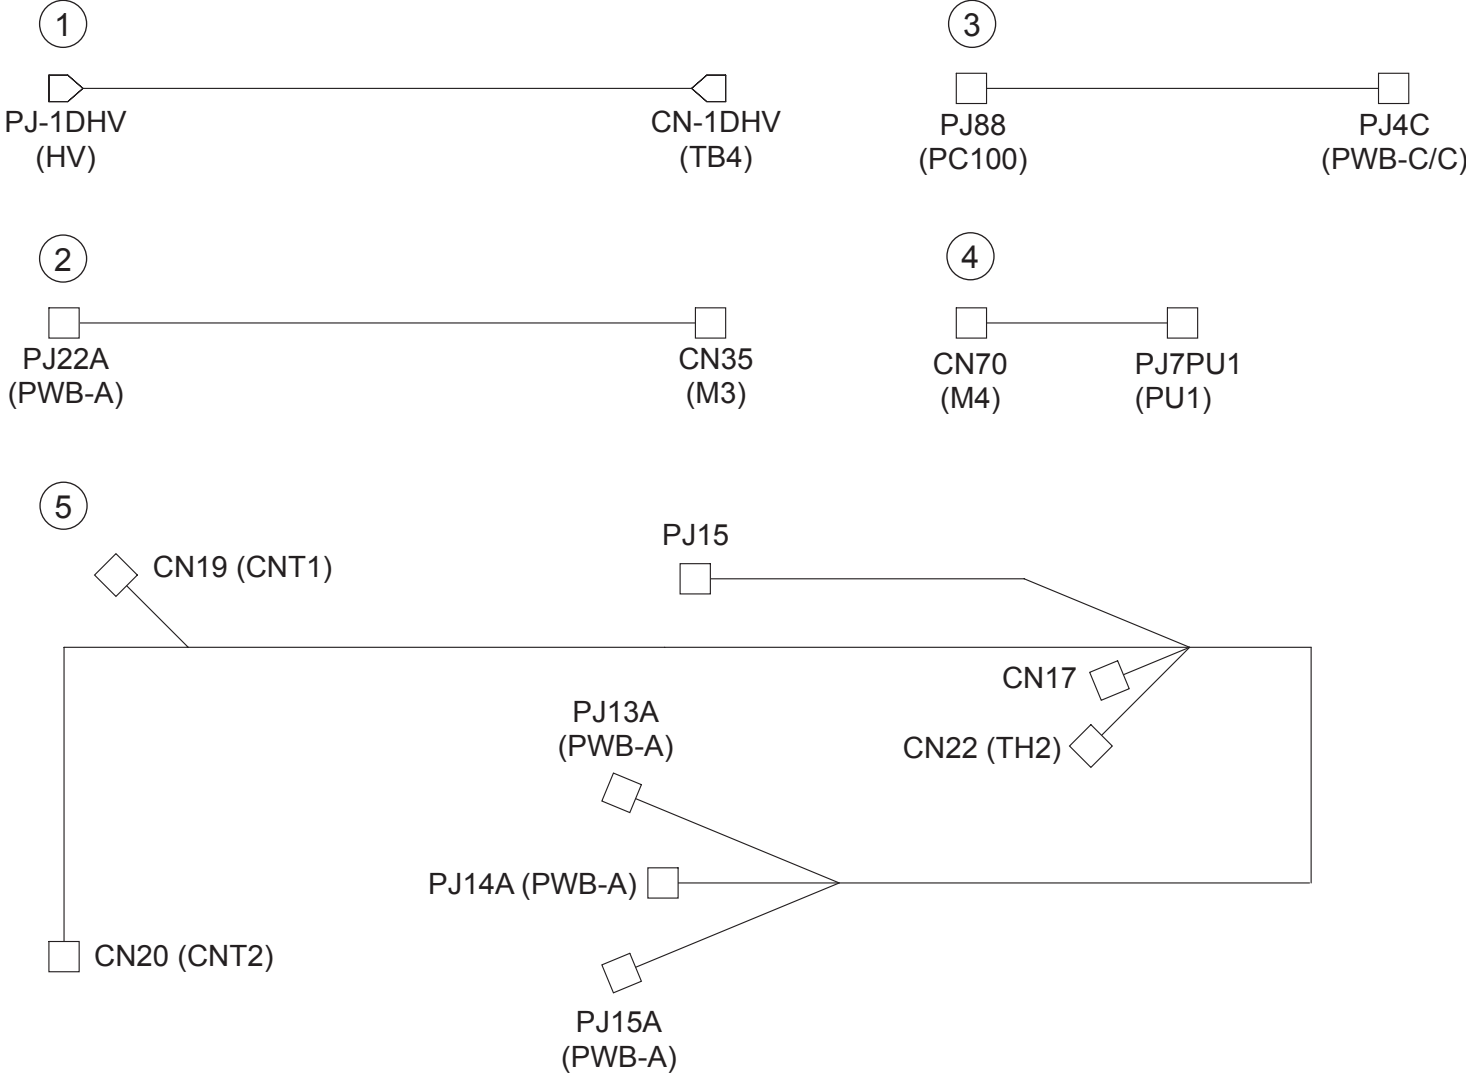 1
PJ-1DHV
(HV)
CN-1DHV
(TB4)
3
PJ88
(PC100)
PJ4C
(PWB-C/C)
2
PJ22A
(PWB-A)
CN35
(M3)
4
CN70
(M4)
PJ7PU1
(PU1)
5
CN19 (CNT1)
PJ15
CN17
CN22 (TH2)
PJ13A
(PWB-A)
PJ14A (PWB-A)
CN20 (CNT2)
PJ15A
(PWB-A)